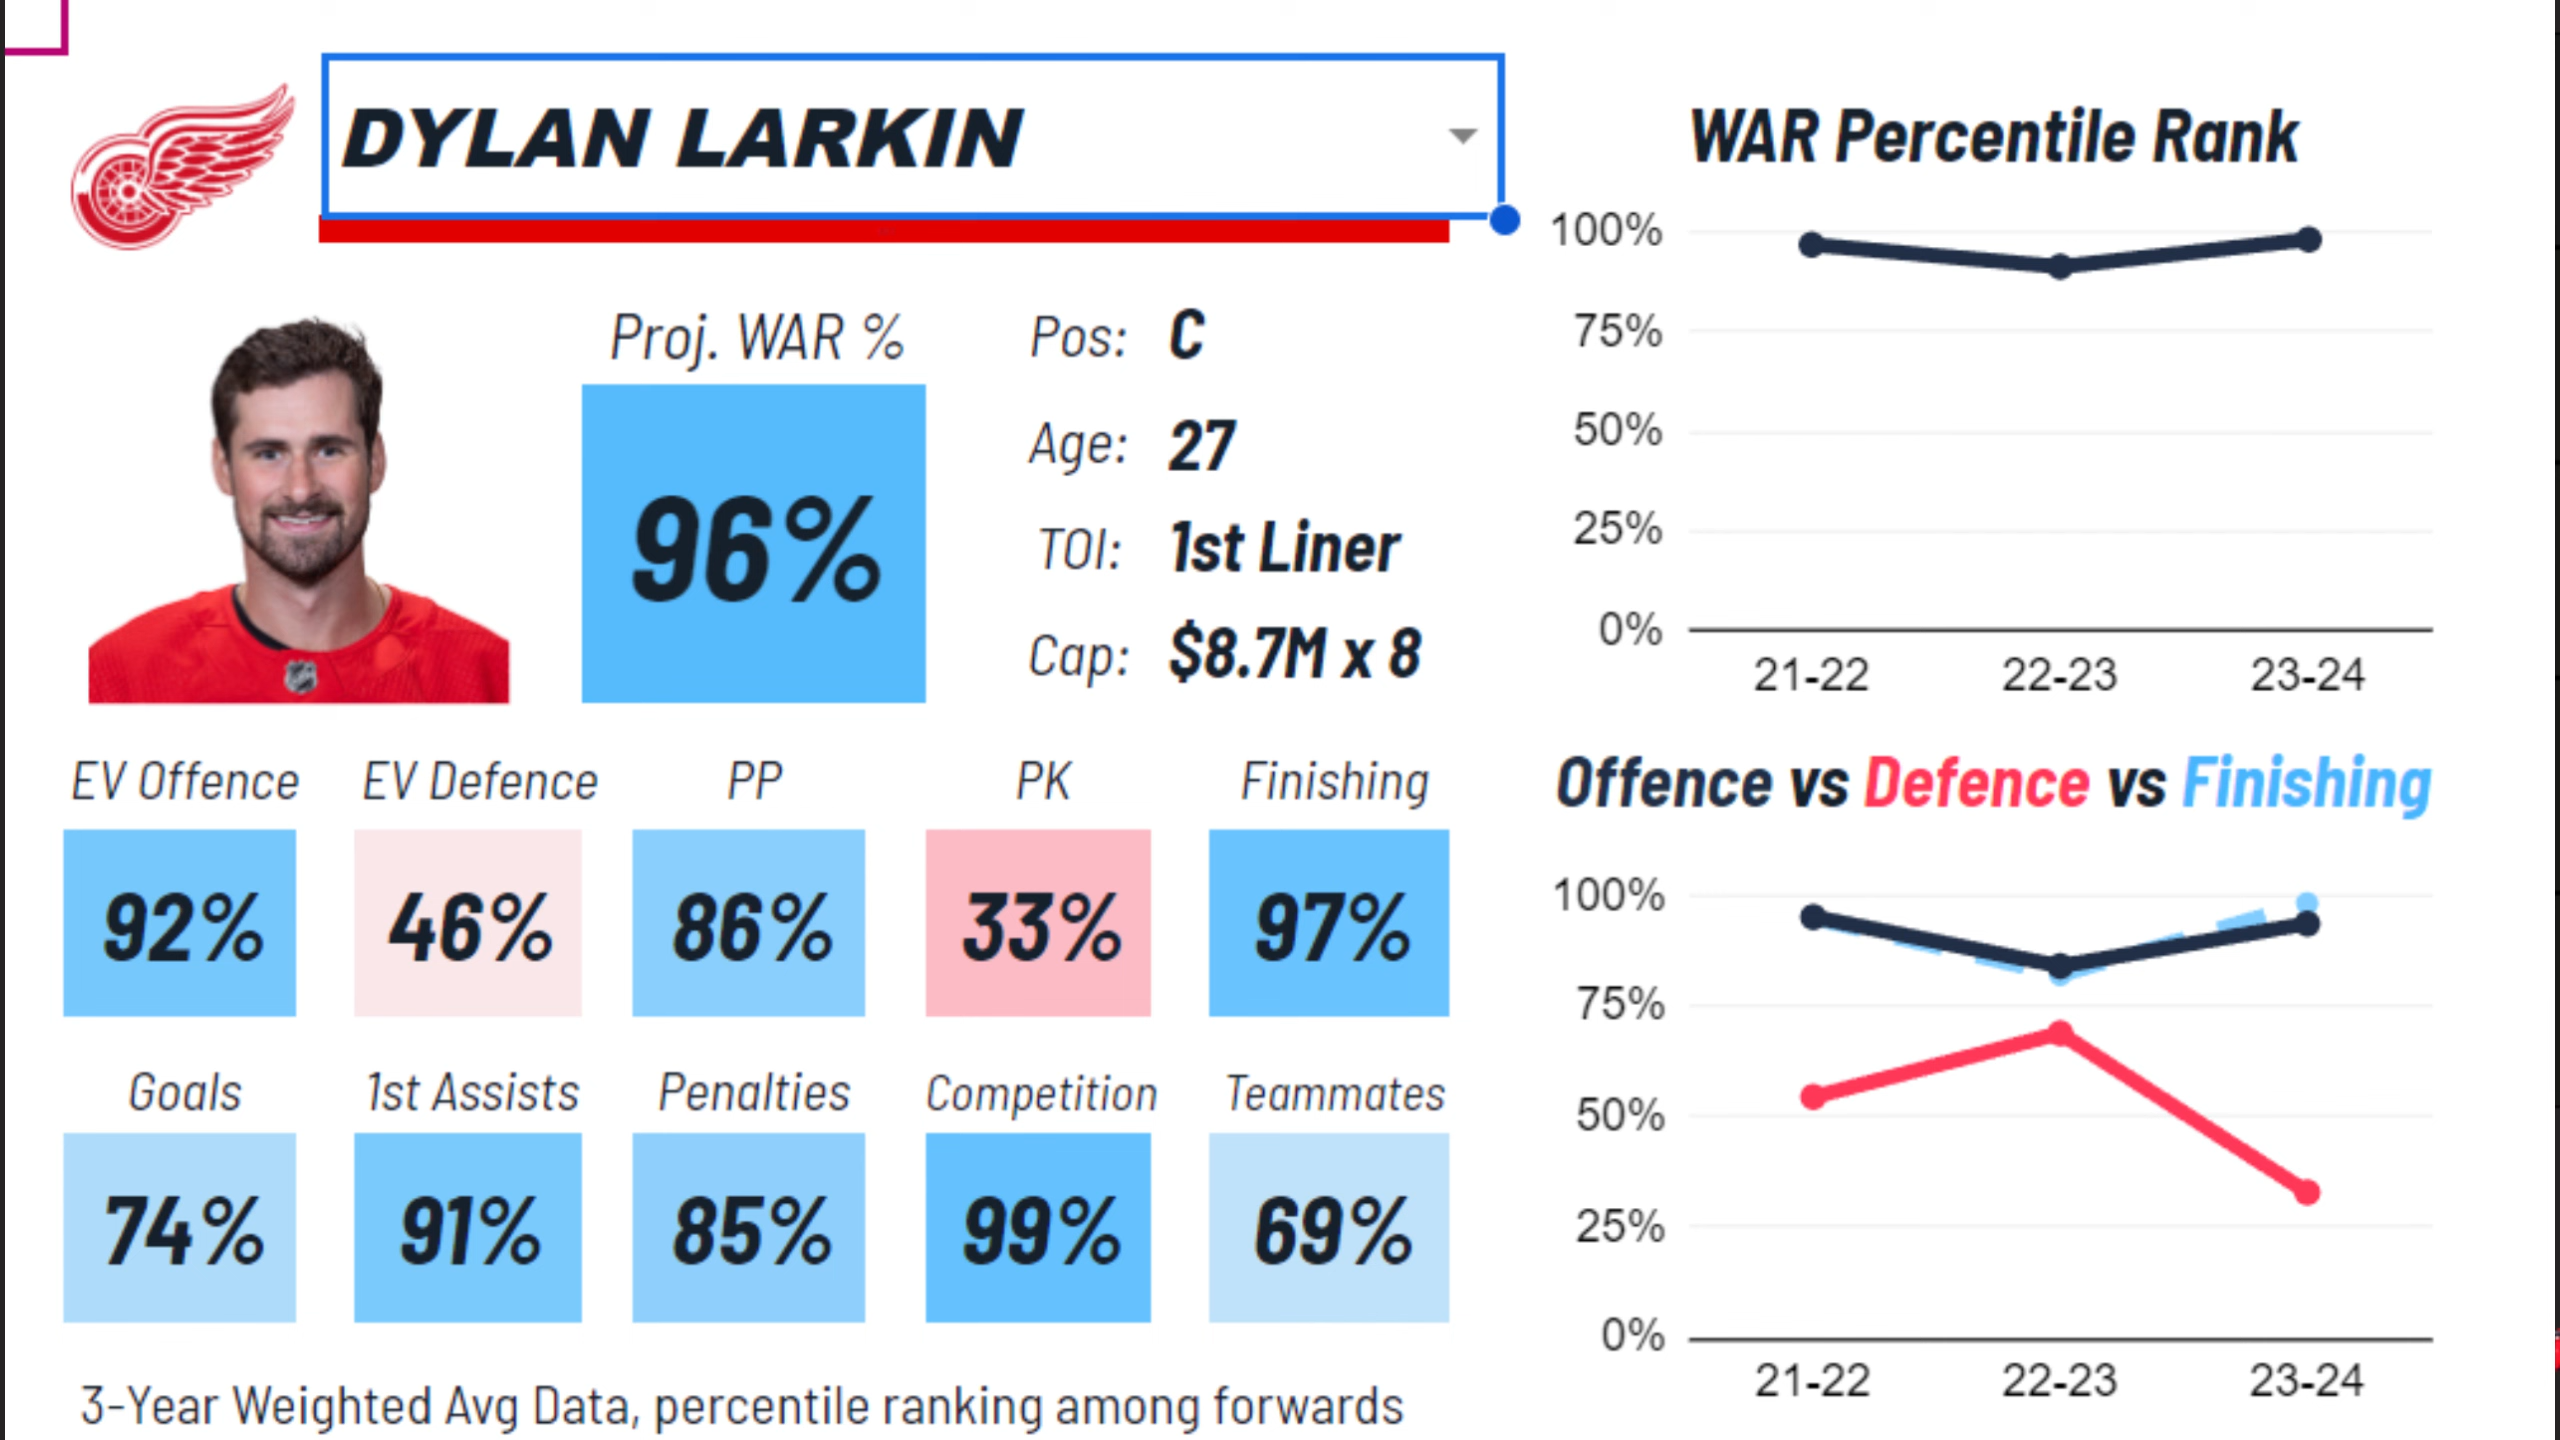 DYLAN LARKIN
Proj. WAR %
96%
Pos: C
Age: 27
TOI: 1st Liner
Cap: $8.7M x 8
EV Offence EV Defence PP PK Finishing
92% 46% 86% 33% 97%
Goals 1st Assists Penalties Competition Teammates
74% 91% 85% 99% 69%
3-Year Weighted Avg Data, percentile ranking among forwards
WAR Percentile Rank
100%
75%
50%
25%
0%
21-22 22-23 23-24
Offence vs Defence vs Finishing
100%
75%
50%
25%
0%
21-22 22-23 23-24